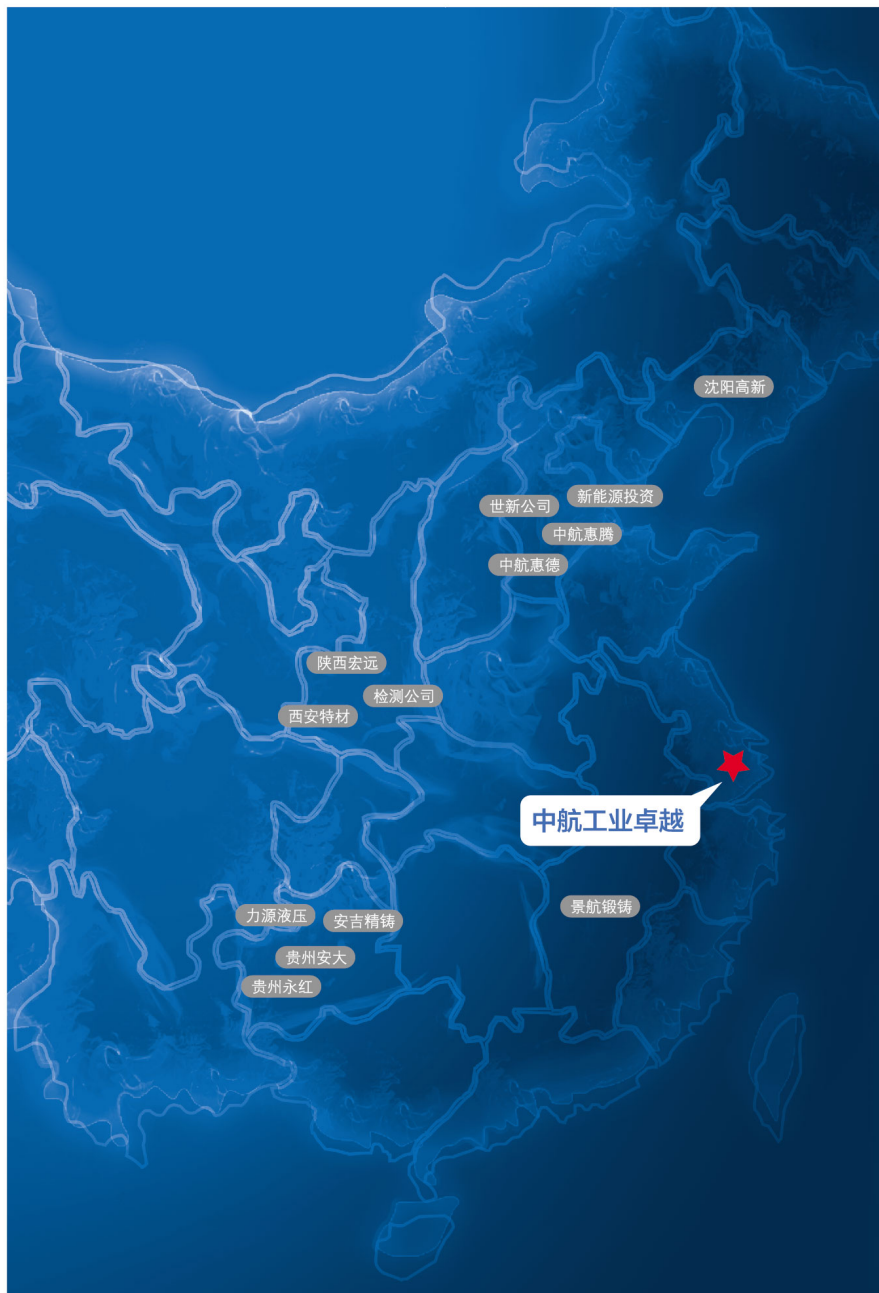 沈阳高新
新能源投资
世新公司
中航惠腾
中航惠德
陕西宏远
检测公司
西安特材
中航工业卓越
景航锻铸
力源液压
安吉精铸
贵州安大
贵州永红